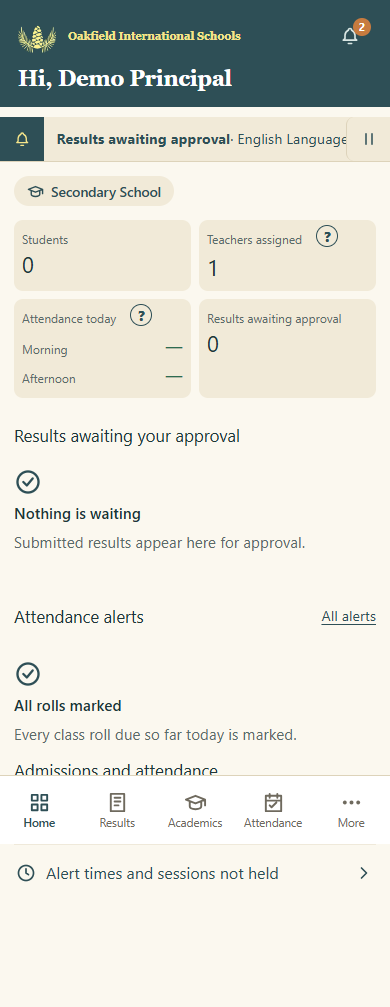 Oakfield International Schools
2
Hi, Demo Principal
Results awaiting approval· English Language
Secondary School
Students
0
Teachers assigned ?
1
Attendance today ?
Morning —
Afternoon —
Results awaiting approval
0
Results awaiting your approval
Nothing is waiting
Submitted results appear here for approval.
Attendance alerts All alerts
All rolls marked
Every class roll due so far today is marked.
Admissions and attendance
Home Results Academics Attendance More
Alert times and sessions not held